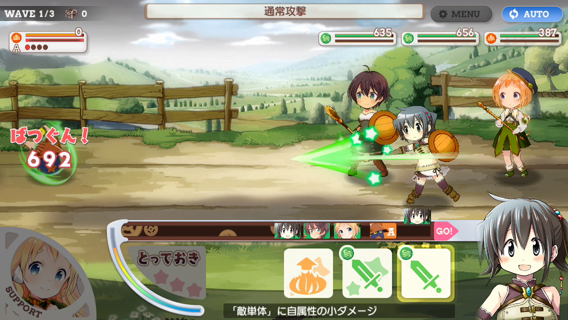 WAVE 1/3 0
通常攻撃
MENU
AUTO
0
A
635
656
387
ばつぐん!
692
GO!
とっておき
SUPPORT
「敵単体」に自属性の小ダメージ